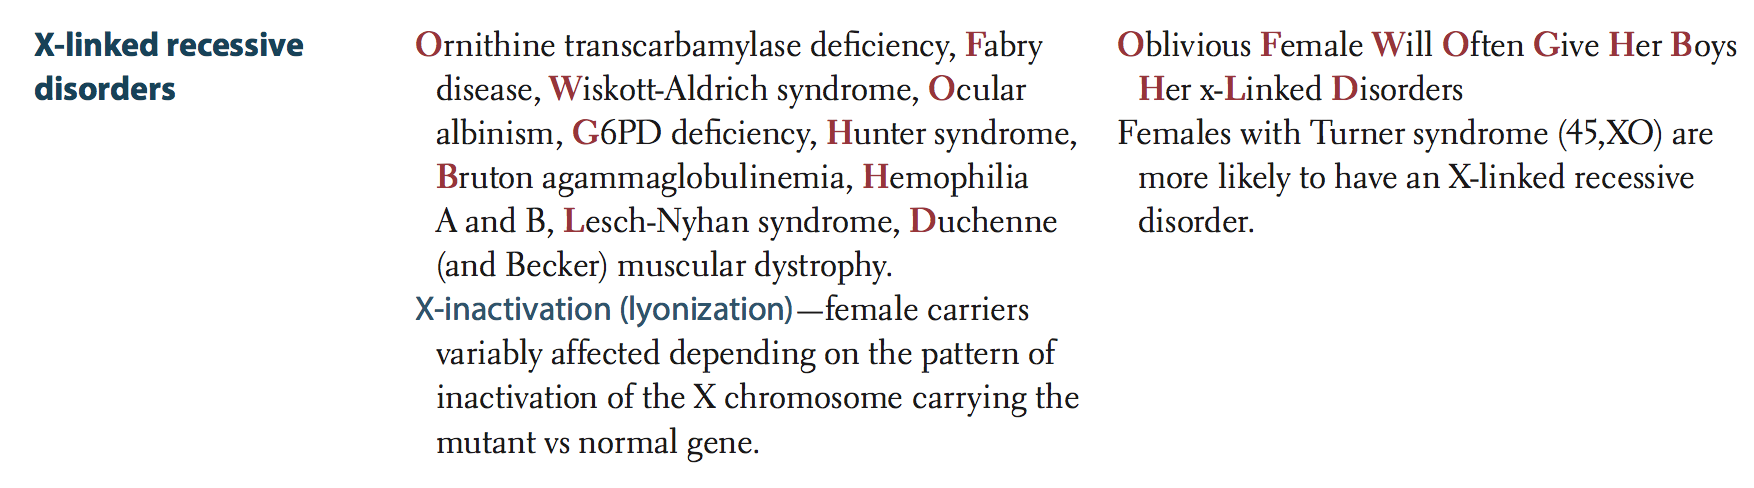 X-linked recessive
disorders
Ornithine transcarbamylase deficiency, Fabry
disease, Wiskott-Aldrich syndrome, Ocular
albinism, G6PD deficiency, Hunter syndrome,
Bruton agammaglobulinemia, Hemophilia
A and B, Lesch-Nyhan syndrome, Duchenne
(and Becker) muscular dystrophy.
X-inactivation (lyonization)—female carriers
variably affected depending on the pattern of
inactivation of the X chromosome carrying the
mutant vs normal gene.
Oblivious Female Will Often Give Her Boys
Her x-Linked Disorders
Females with Turner syndrome (45,XO) are
more likely to have an X-linked recessive
disorder.